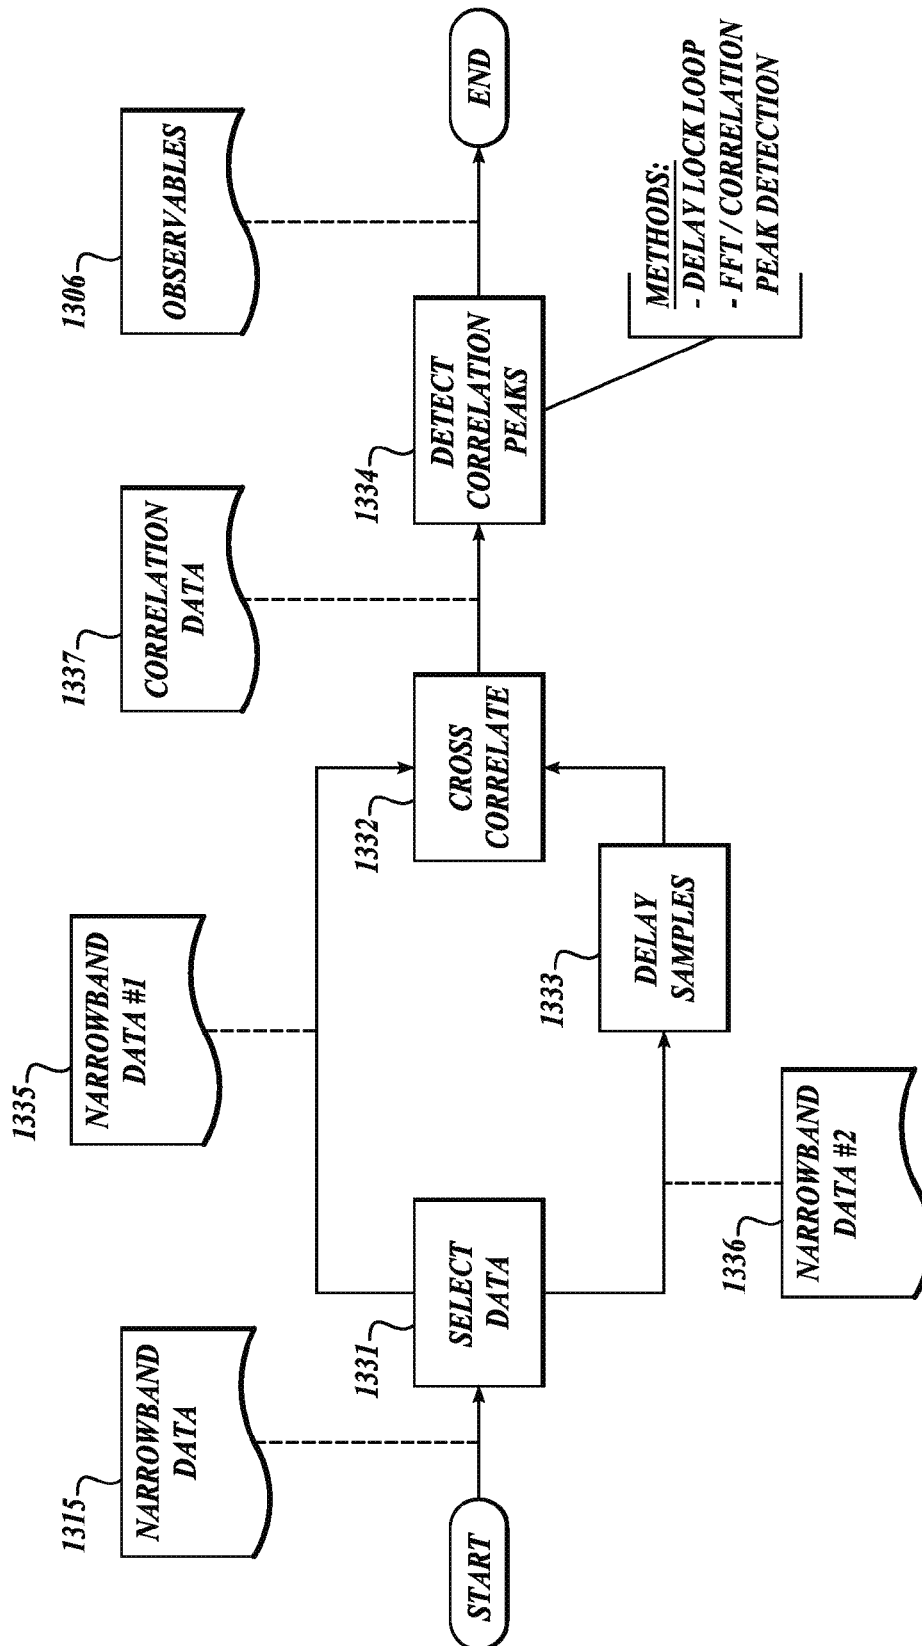 1315
NARROWBAND
DATA
START
1331
SELECT
DATA
1335
NARROWBAND
DATA #1
1336
NARROWBAND
DATA #2
1333
DELAY
SAMPLES
1332
CROSS
CORRELATE
1337
CORRELATION
DATA
1334
DETECT
CORRELATION
PEAKS
METHODS:
- DELAY LOCK LOOP
- FFT / CORRELATION
PEAK DETECTION
1306
OBSERVABLES
END